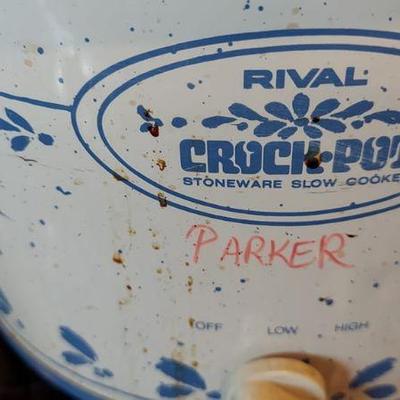 RIVAL
CROCK-POT
STONEWARE SLOW COOKE
PARKER
OFF LOW HIGH